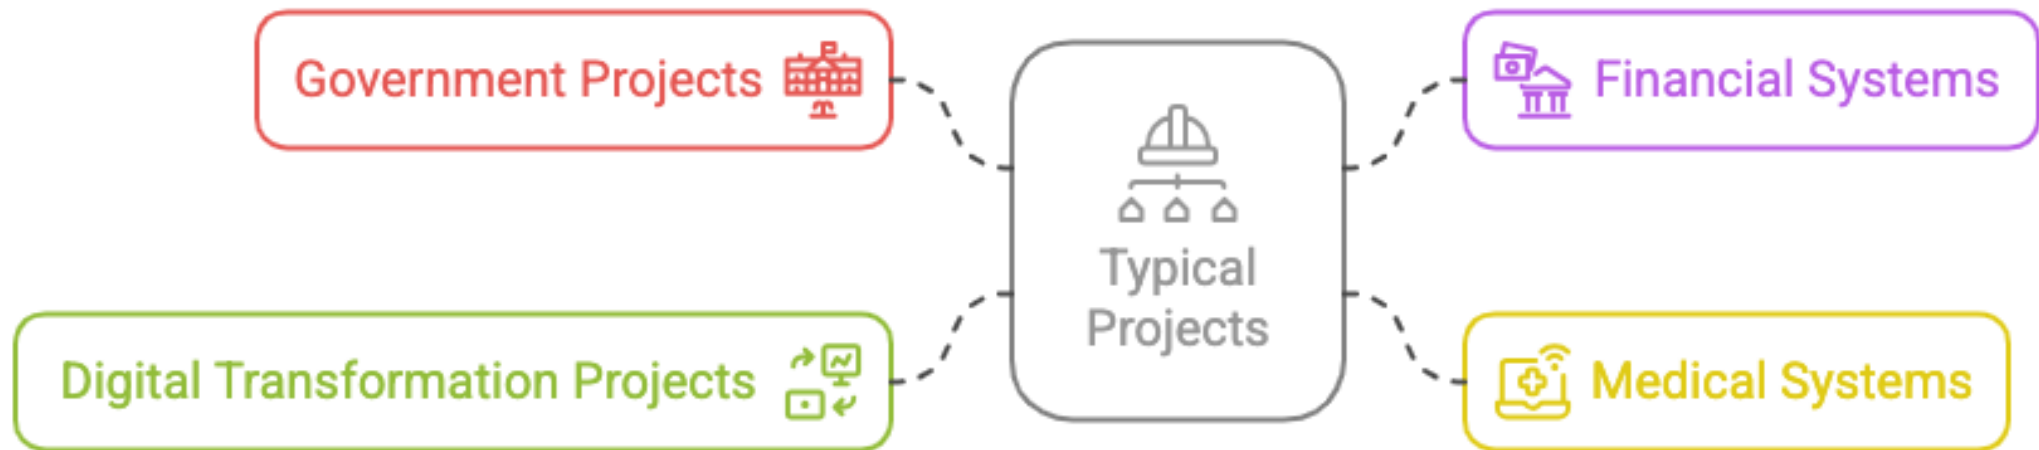 Government Projects
Financial Systems
Typical
Projects
Digital Transformation Projects
Medical Systems